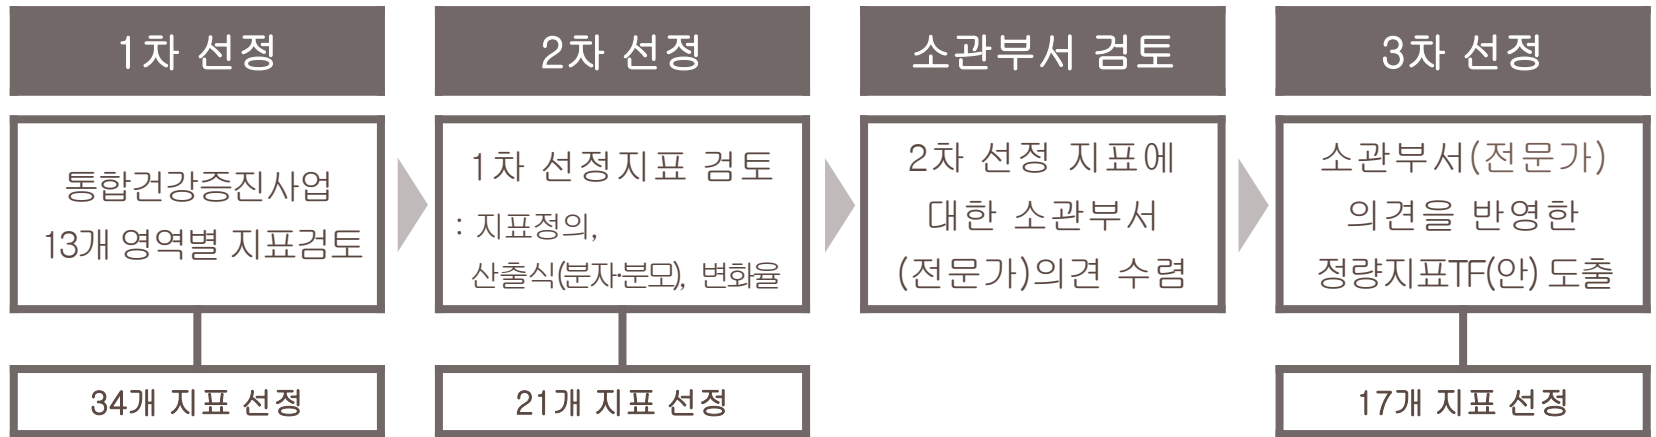 1차 선정
통합건강증진사업
13개 영역별 지표검토
34개 지표 선정
2차 선정
1차 선정지표 검토
: 지표정의,
산출식(분자·분모), 변화율
21개 지표 선정
소관부서 검토
2차 선정 지표에
대한 소관부서
(전문가)의견 수렴
3차 선정
소관부서(전문가)
의견을 반영한
정량지표TF(안) 도출
17개 지표 선정